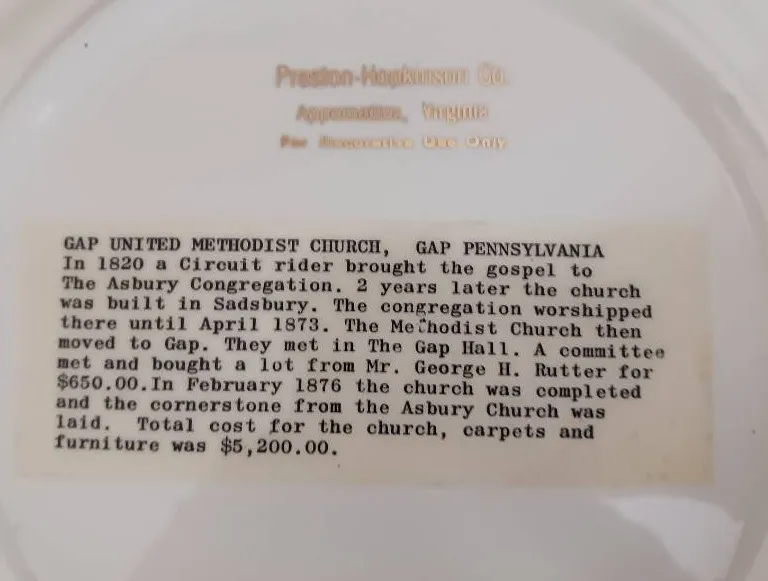 Preston-Hopkinson Co.
Appomattox, Virginia
For Decorative Use Only
GAP UNITED METHODIST CHURCH, GAP PENNSYLVANIA
In 1820 a Circuit rider brought the gospel to
The Asbury Congregation. 2 years later the church
was built in Sadsbury. The congregation worshipped
there until April 1873. The Methodist Church then
moved to Gap. They met in The Gap Hall. A committee
met and bought a lot from Mr. George H. Rutter for
$650.00.In February 1876 the church was completed
and the cornerstone from the Asbury Church was
laid. Total cost for the church, carpets and
furniture was $5,200.00.